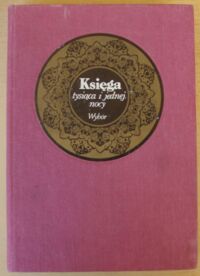 Księga
tysiąca i jednej
nocy
Wybór